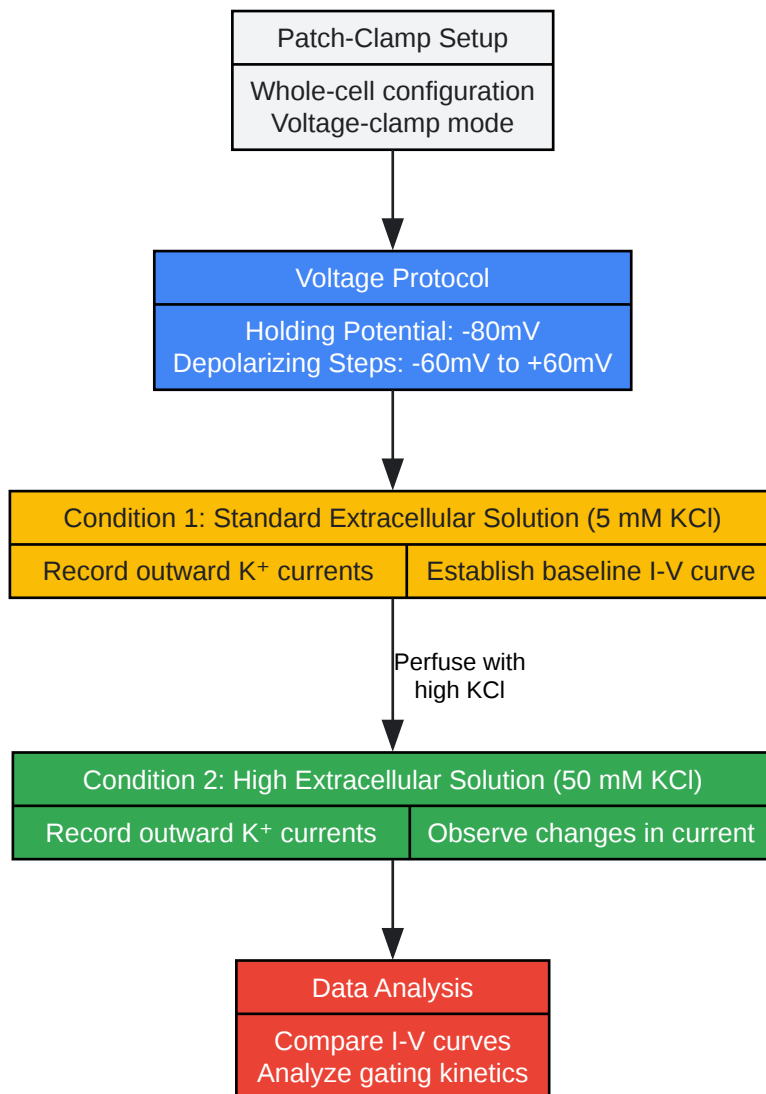 Patch-Clamp Setup
Whole-cell configuration
Voltage-clamp mode
Voltage Protocol
Holding Potential: -80mV
Depolarizing Steps: -60mV to +60mV
Condition 1: Standard Extracellular Solution (5 mM KCl)
Record outward K⁺ currents
Establish baseline I-V curve
Perfuse with
high KCl
Condition 2: High Extracellular Solution (50 mM KCl)
Record outward K⁺ currents
Observe changes in current
Data Analysis
Compare I-V curves
Analyze gating kinetics